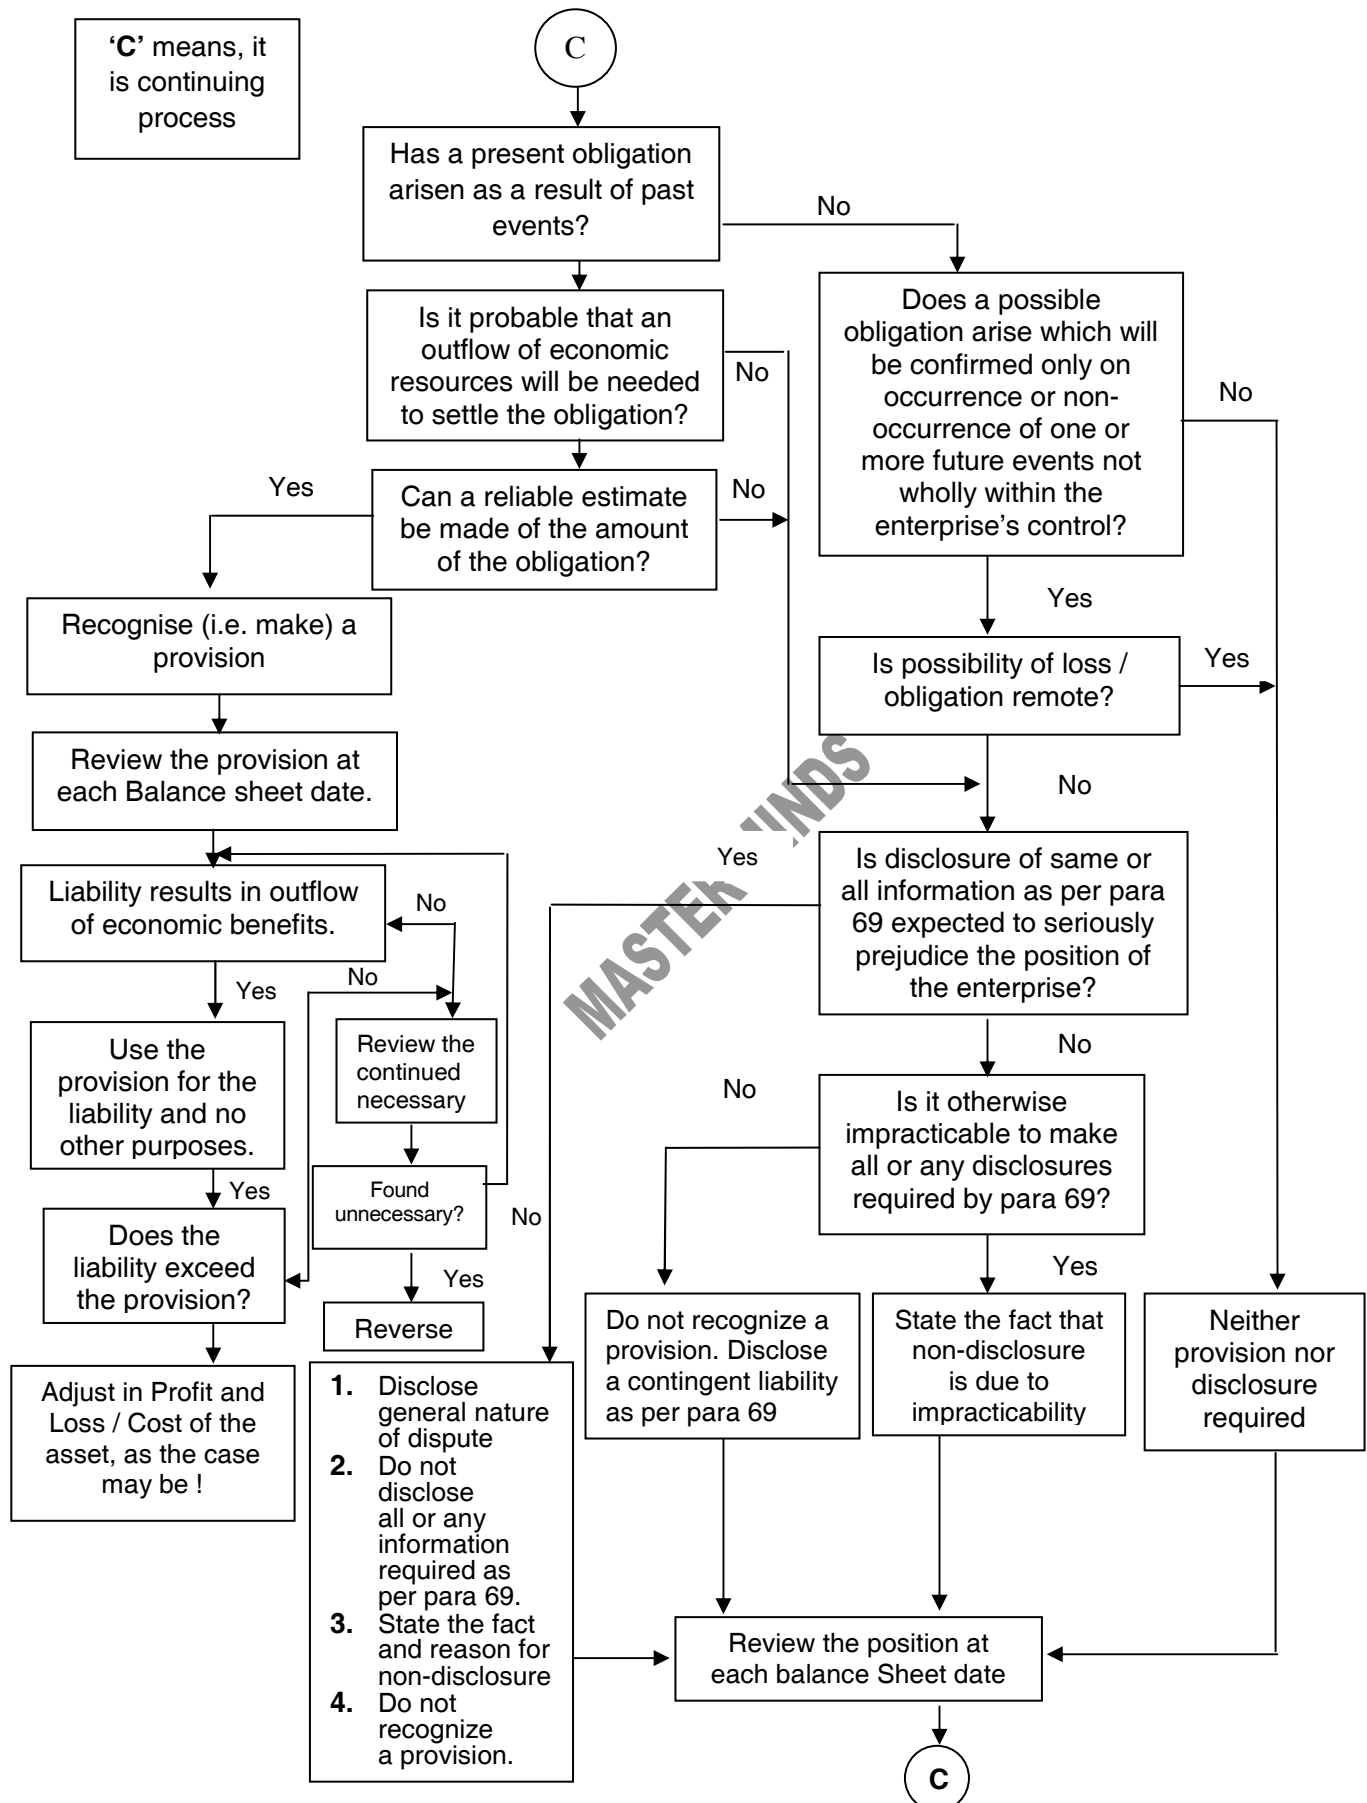 ‘C’ means, it
is continuing
process
C
Has a present obligation
arisen as a result of past
events?
No
Is it probable that an
outflow of economic
resources will be needed
to settle the obligation?
No
Does a possible
obligation arise which will
be confirmed only on
occurrence or non-
occurrence of one or
more future events not
wholly within the
enterprise’s control?
No
Yes
Can a reliable estimate
be made of the amount
of the obligation?
No
Yes
Recognise (i.e. make) a
provision
Is possibility of loss /
obligation remote?
Yes
Review the provision at
each Balance sheet date.
No
Yes
Is disclosure of same or
all information as per para
69 expected to seriously
prejudice the position of
the enterprise?
Liability results in outflow
of economic benefits.
No
No
Yes
Use the
provision for the
liability and no
other purposes.
Review the
continued
necessary
No
No
Is it otherwise
impracticable to make
all or any disclosures
required by para 69?
Yes
Found
unnecessary?
No
Does the
liability exceed
the provision?
Yes
Yes
Reverse
Do not recognize a
provision. Disclose
a contingent liability
as per para 69
State the fact that
non-disclosure
is due to
impracticability
Neither
provision nor
disclosure
required
Adjust in Profit and
Loss / Cost of the
asset, as the case
may be !
1. Disclose
general nature
of dispute
2. Do not
disclose
all or any
information
required as
per para 69.
3. State the fact
and reason for
non-disclosure
4. Do not
recognize
a provision.
Review the position at
each balance Sheet date
C